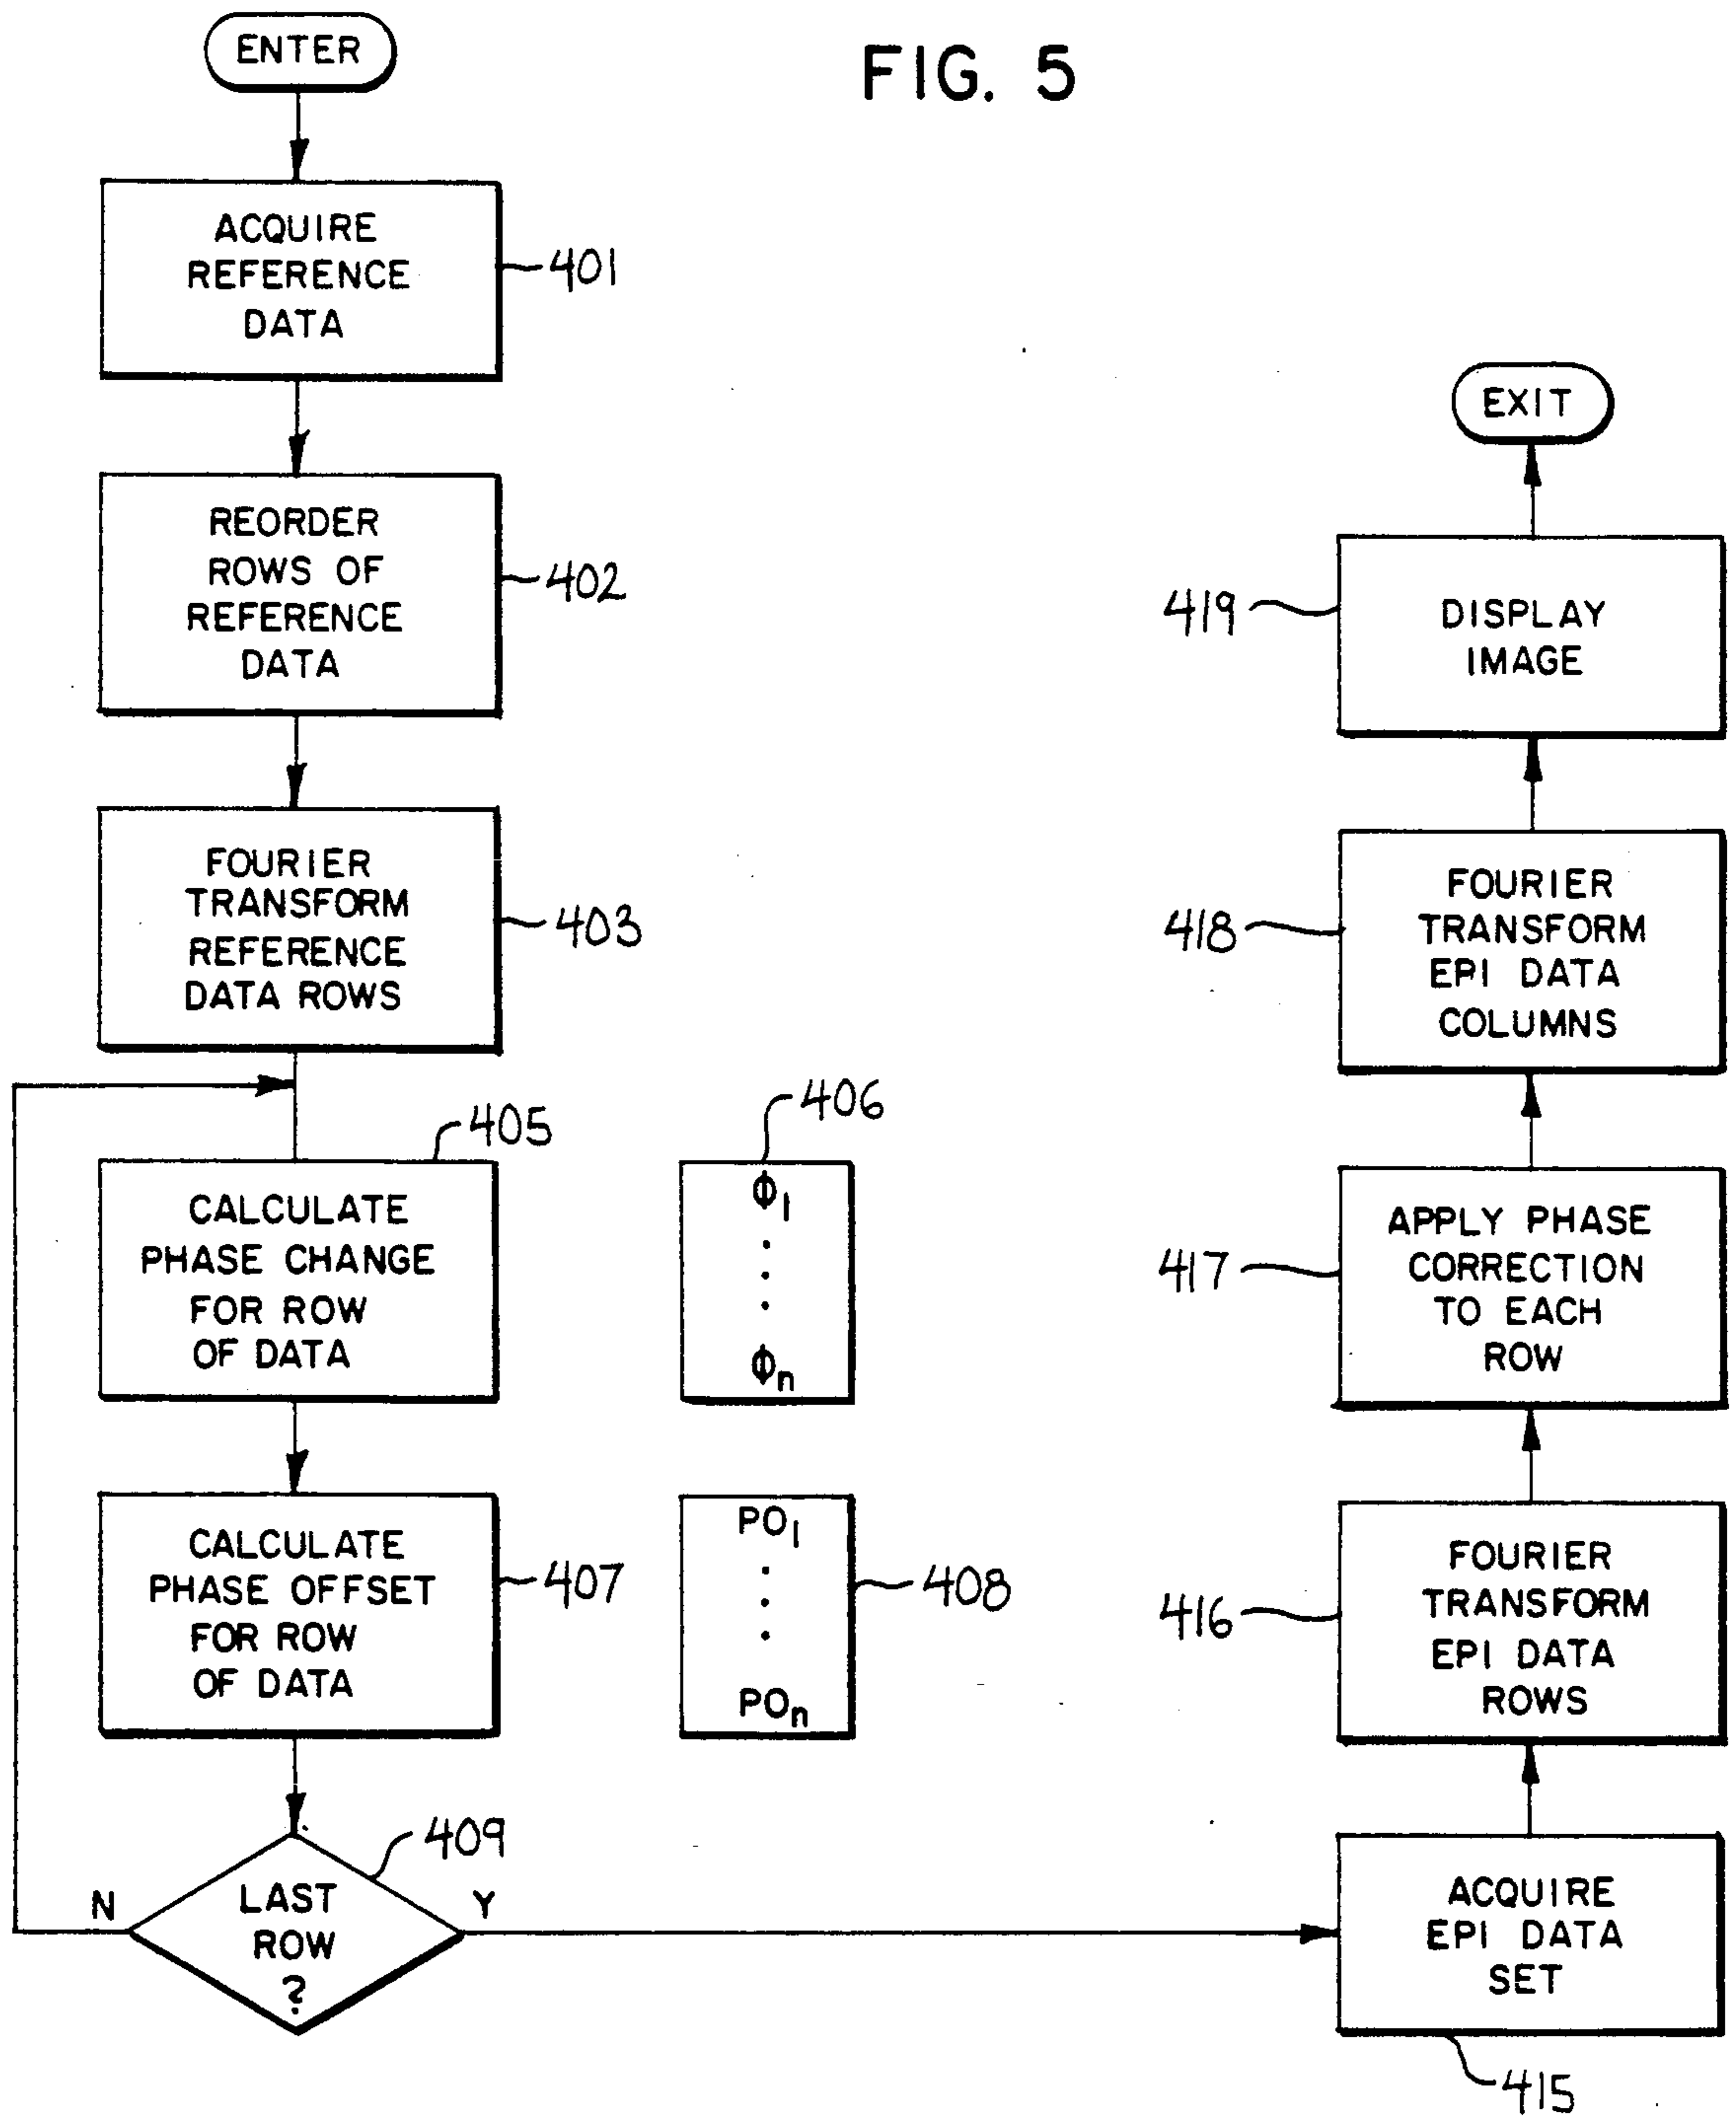 FIG. 5
ENTER
ACQUIRE
REFERENCE
DATA
401
REORDER
ROWS OF
REFERENCE
DATA
402
FOURIER
TRANSFORM
REFERENCE
DATA ROWS
403
405
CALCULATE
PHASE CHANGE
FOR ROW
OF DATA
406
Φ1
Φn
CALCULATE
PHASE OFFSET
FOR ROW
OF DATA
407
PO1
POn
408
409
LAST
ROW
?
N
Y
EXIT
DISPLAY
IMAGE
419
FOURIER
TRANSFORM
EPI DATA
COLUMNS
418
APPLY PHASE
CORRECTION
TO EACH
ROW
417
FOURIER
TRANSFORM
EPI DATA
ROWS
416
ACQUIRE
EPI DATA
SET
415